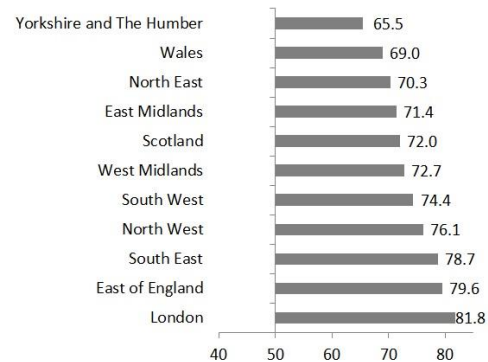 Yorkshire and The Humber 65.5
Wales 69.0
North East 70.3
East Midlands 71.4
Scotland 72.0
West Midlands 72.7
South West 74.4
North West 76.1
South East 78.7
East of England 79.6
London 81.8
40 50 60 70 80